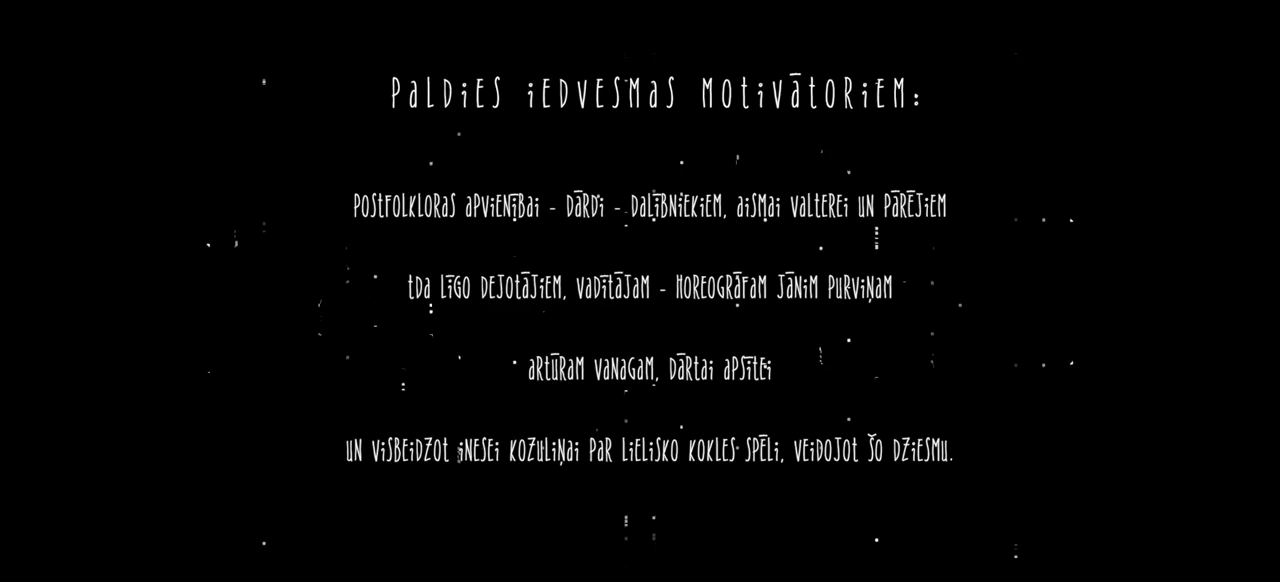 PALDIES IEDVESMAS MOTIVĀTORIEM:
POSTFOLKLORAS APVIENĪBAI - DĀRDI - DALĪBNIEKIEM, AISMAI VALTEREI UN PĀRĒJIEM
TDA LĪGO DEJOTĀJIEM, VADĪTĀJAM - HOREOGRĀFAM JĀNIM PURVIŅAM
ARTŪRAM VANAGAM, DĀRTAI APSĪTEI
UN VISBEIDZOT INESEI KOZULIŅAI PAR LIELISKO KOKLES SPĒLI, VEIDOJOT ŠO DZIESMU.